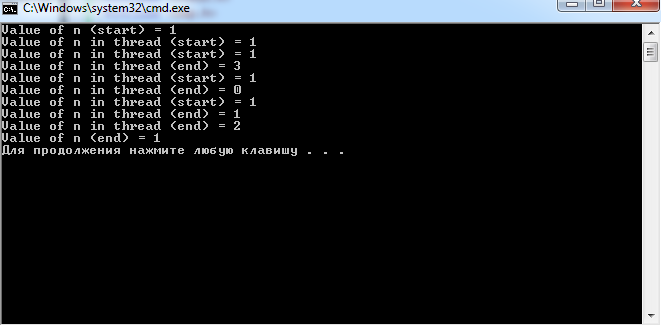 C:\Windows\system32\cmd.exe
Value of n (start) = 1
Value of n in thread (start) = 1
Value of n in thread (start) = 1
Value of n in thread (end) = 3
Value of n in thread (start) = 1
Value of n in thread (end) = 0
Value of n in thread (start) = 1
Value of n in thread (end) = 1
Value of n in thread (end) = 2
Value of n (end) = 1
Для продолжения нажмите любую клавишу . . .